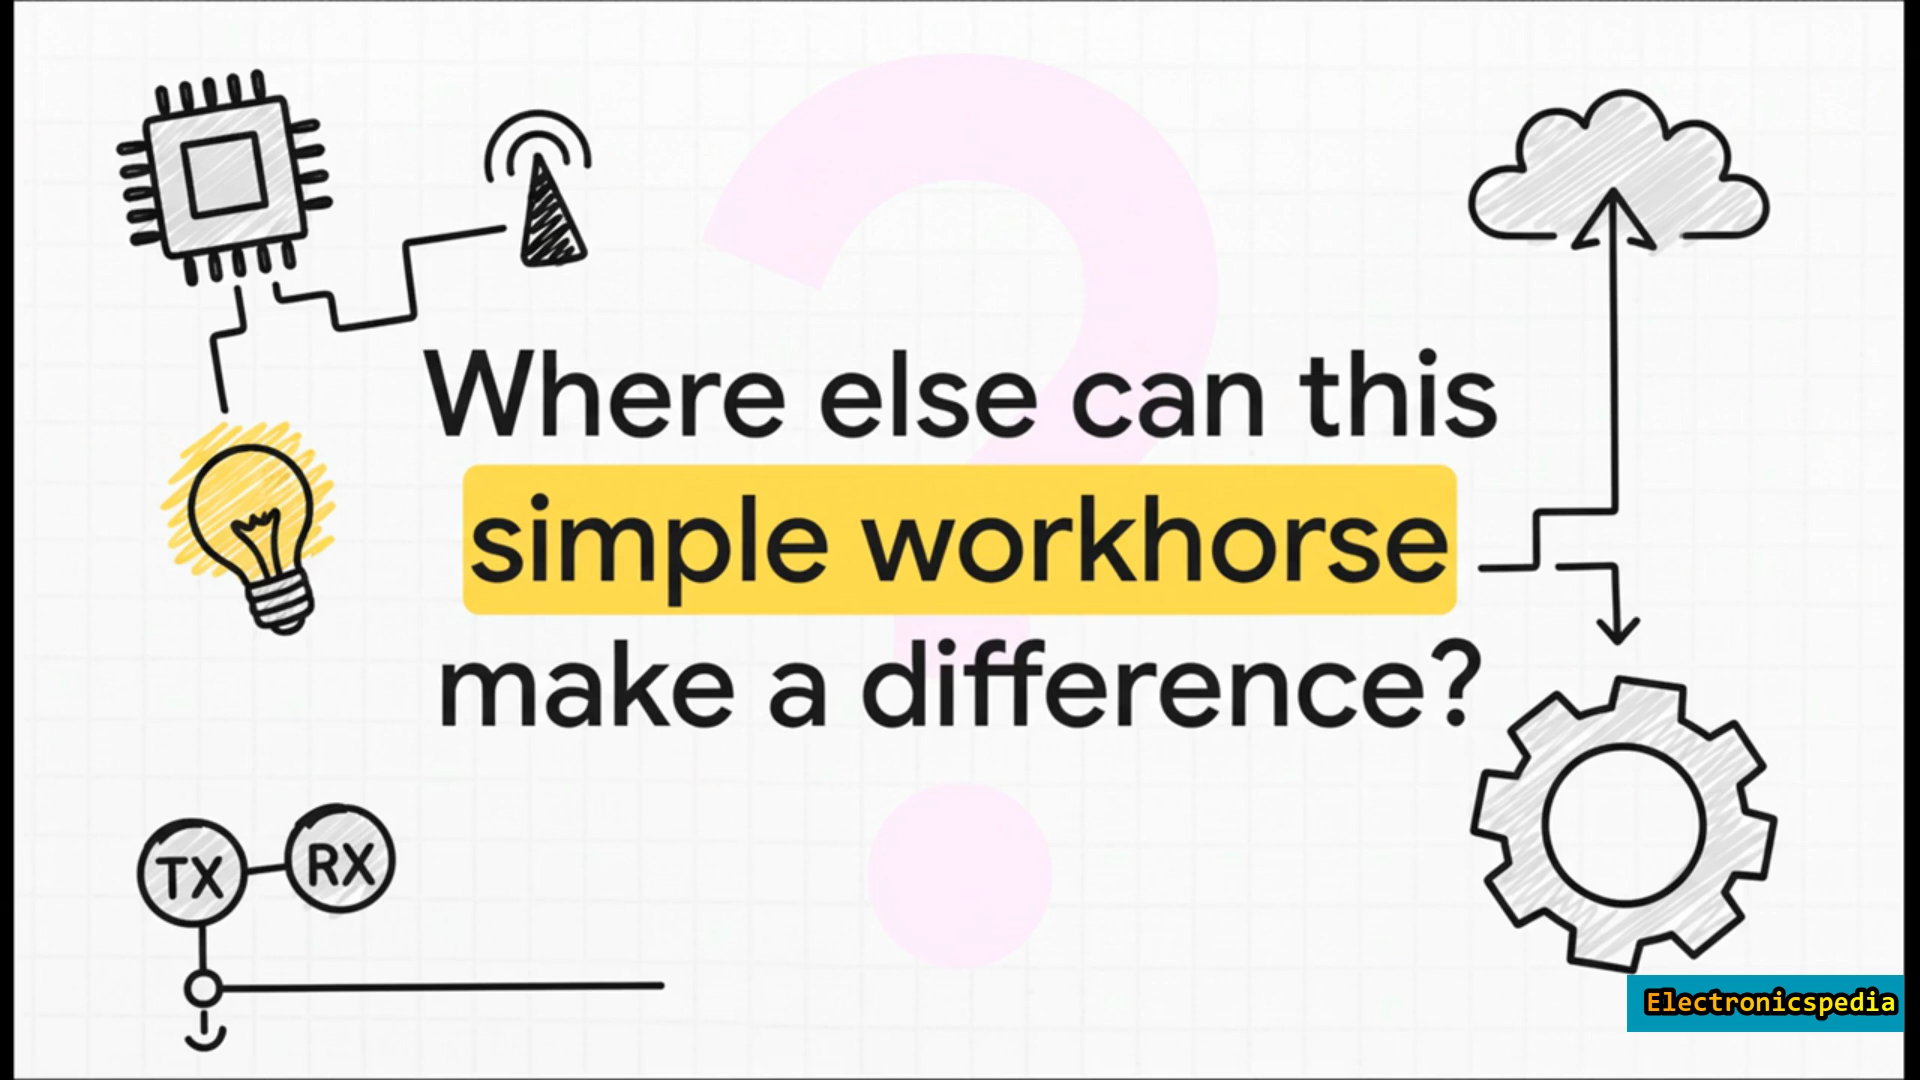 Where else can this
simple workhorse
make a difference?
TX RX
Electronicspedia